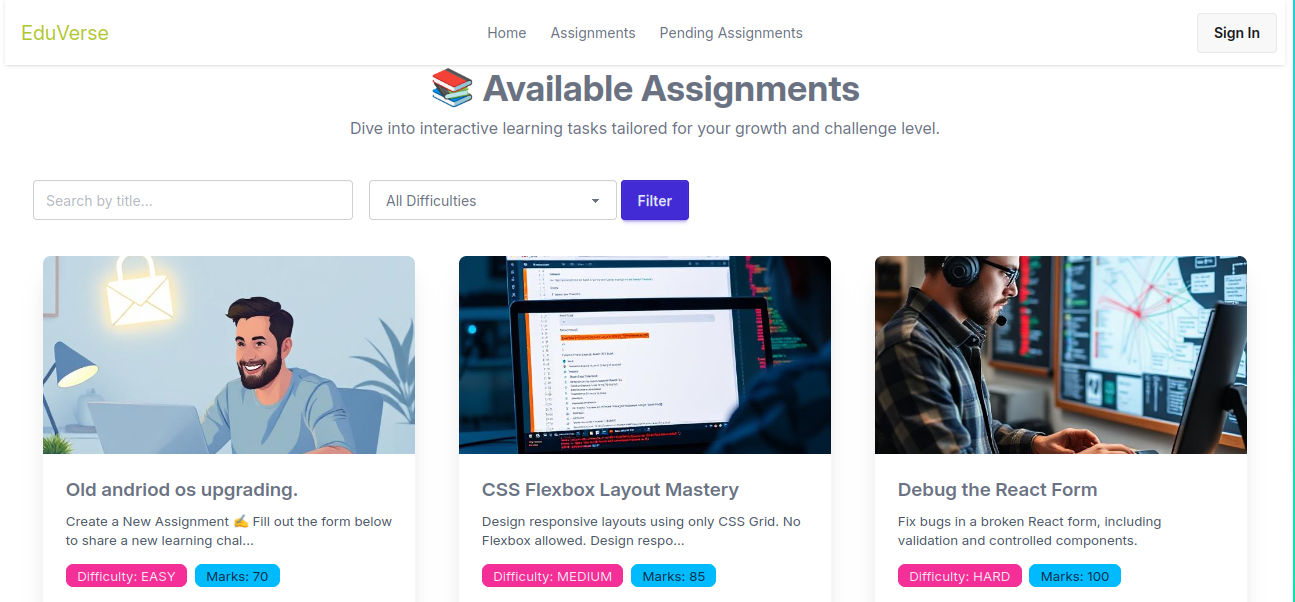 EduVerse
Home Assignments Pending Assignments
Sign In
📚 Available Assignments
Dive into interactive learning tasks tailored for your growth and challenge level.
Search by title...
All Difficulties
Filter
Old andriod os upgrading.
Create a New Assignment ✍️ Fill out the form below
to share a new learning chal...
Difficulty: EASY Marks: 70
CSS Flexbox Layout Mastery
Design responsive layouts using only CSS Grid. No
Flexbox allowed. Design respo...
Difficulty: MEDIUM Marks: 85
Debug the React Form
Fix bugs in a broken React form, including
validation and controlled components.
Difficulty: HARD Marks: 100